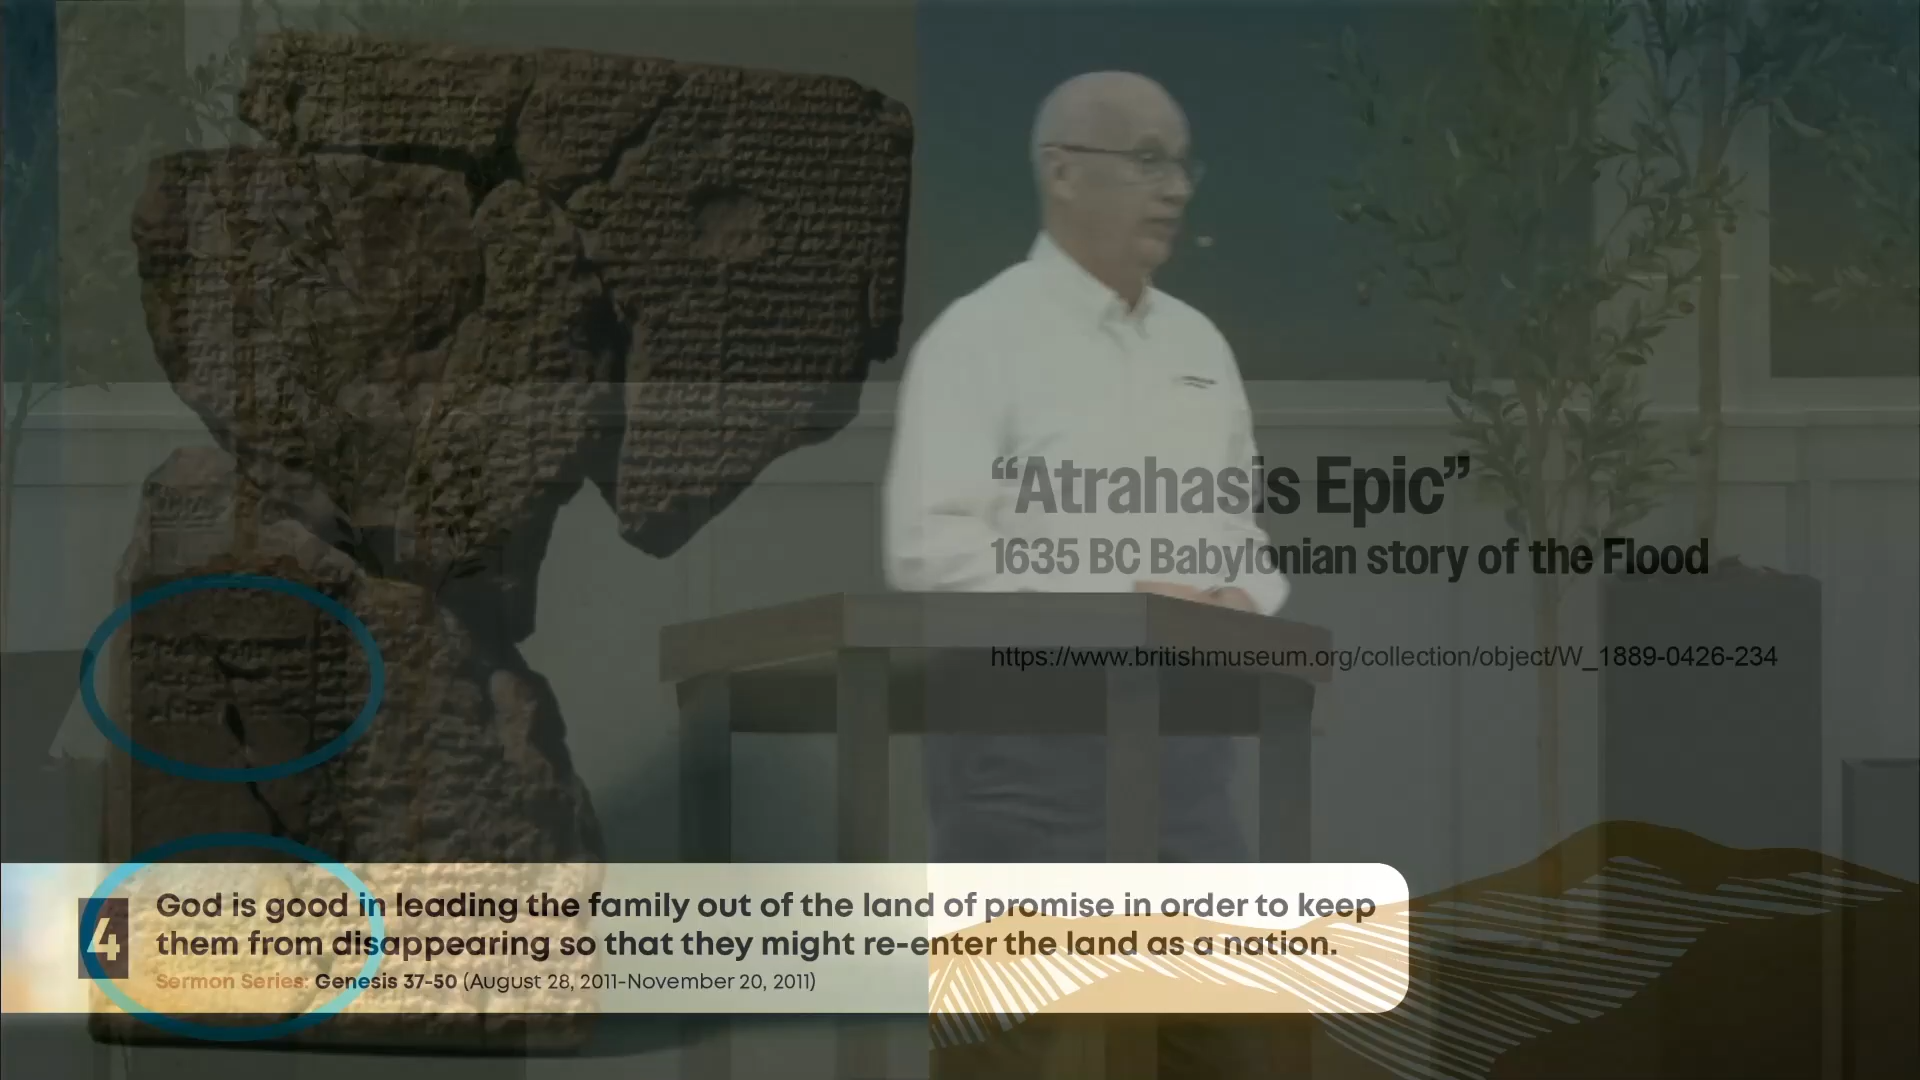 “Atrahasis Epic”
1635 BC Babylonian story of the Flood
https://www.britishmuseum.org/collection/object/W_1889-0426-234
4
God is good in leading the family out of the land of promise in order to keep
them from disappearing so that they might re-enter the land as a nation.
Sermon Series: Genesis 37-50 (August 28, 2011-November 20, 2011)